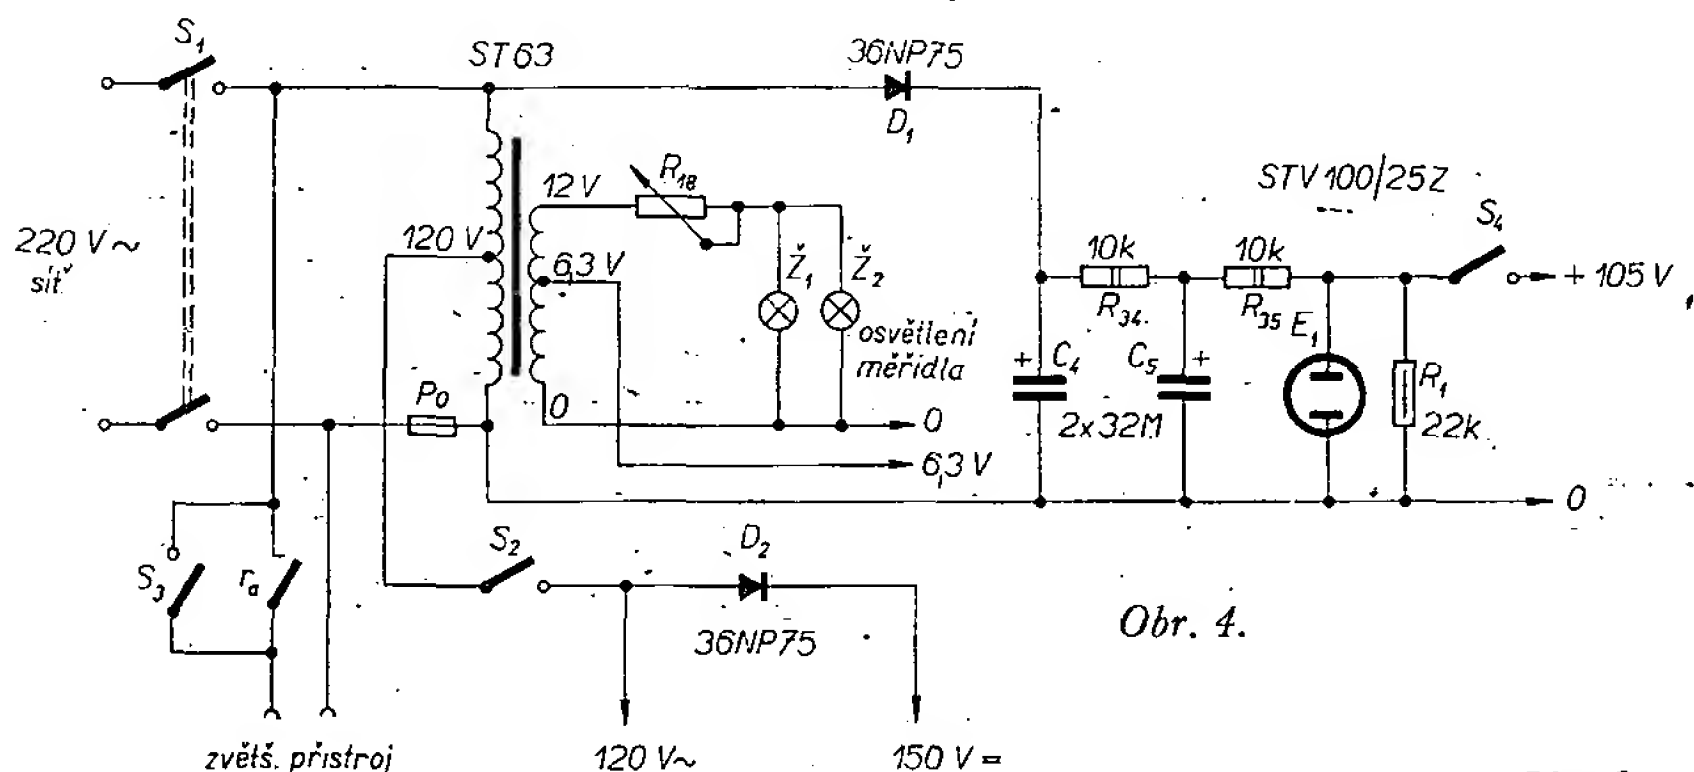 S₁
ST63
36NP75
D₁
12 V
R₁₈
STV 100/25Z
S₄
220 V ~
síť
120 V
6,3 V
Ž₁
Ž₂
10k
10k
+ 105 V
R₃₄
R₃₅
E₁
osvětlení
měřidla
+ C₄
C₅ +
R₁
P₀
0
0
2x32M
22k
6,3 V
0
S₂
D₂
S₃
rₐ
36NP75
Obr. 4.
zvětš. přístroj
120 V~
150 V =